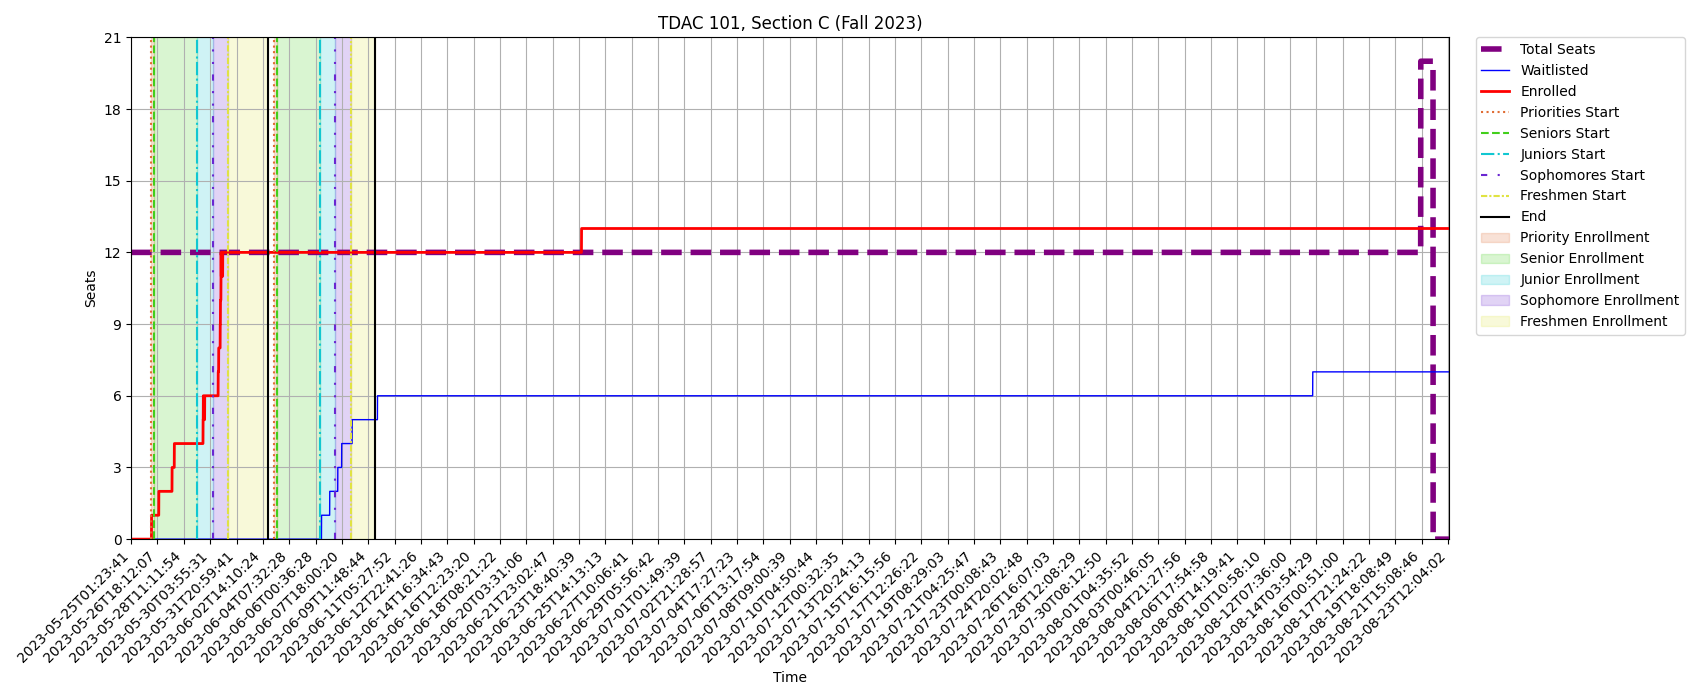 TDAC 101, Section C (Fall 2023)
21
18
15
12
9
6
3
0
Seats
2023-05-25T01:23:41
2023-05-26T18:12:07
2023-05-28T11:11:54
2023-05-30T03:55:31
2023-05-31T20:59:41
2023-06-02T14:10:24
2023-06-04T07:32:28
2023-06-06T00:36:28
2023-06-07T18:00:20
2023-06-09T11:48:44
2023-06-11T05:27:52
2023-06-12T22:41:26
2023-06-14T16:34:43
2023-06-16T12:23:20
2023-06-18T08:21:22
2023-06-20T03:31:06
2023-06-21T23:02:47
2023-06-23T18:40:39
2023-06-25T14:13:13
2023-06-27T10:06:41
2023-06-29T05:56:42
2023-07-01T01:49:39
2023-07-02T21:28:57
2023-07-04T17:27:23
2023-07-06T13:17:54
2023-07-08T09:00:39
2023-07-10T04:50:44
2023-07-12T00:32:35
2023-07-13T20:24:13
2023-07-15T16:15:56
2023-07-17T12:26:22
2023-07-19T08:29:03
2023-07-21T04:25:47
2023-07-23T00:08:43
2023-07-24T20:02:48
2023-07-26T16:07:03
2023-07-28T12:08:29
2023-07-30T08:12:50
2023-08-01T04:35:52
2023-08-03T00:46:05
2023-08-04T21:27:56
2023-08-06T17:54:58
2023-08-08T14:19:41
2023-08-10T10:58:10
2023-08-12T07:36:00
2023-08-14T03:54:29
2023-08-16T00:51:00
2023-08-17T21:24:22
2023-08-19T18:08:49
2023-08-21T15:08:46
2023-08-23T12:04:02
Time
Total Seats
Waitlisted
Enrolled
Priorities Start
Seniors Start
Juniors Start
Sophomores Start
Freshmen Start
End
Priority Enrollment
Senior Enrollment
Junior Enrollment
Sophomore Enrollment
Freshmen Enrollment